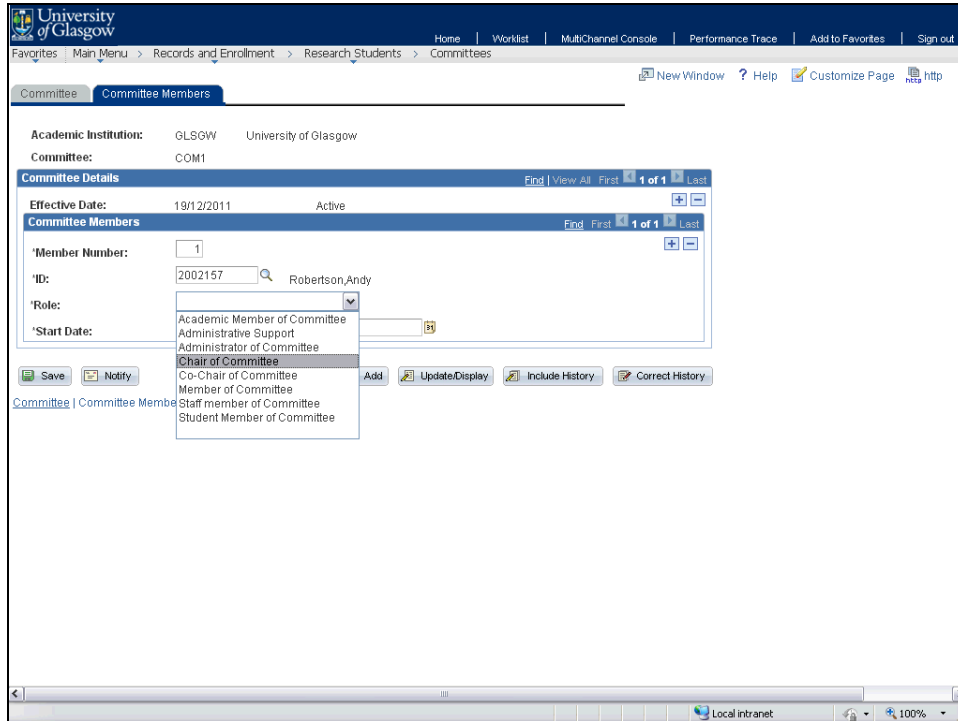 University
of Glasgow
Home | Worklist | MultiChannel Console | Performance Trace | Add to Favorites | Sign out
Favorites Main Menu > Records and Enrollment > Research Students > Committees
New Window ? Help Customize Page http
Committee Committee Members
Academic Institution: GLSGW University of Glasgow
Committee: COM1
Committee Details Find | View All First 1 of 1 Last
Effective Date: 19/12/2011 Active
Committee Members Find First 1 of 1 Last
*Member Number: 1
*ID: 2002157 Robertson,Andy
*Role:
*Start Date:
Academic Member of Committee
Administrative Support
Administrator of Committee
Chair of Committee
Co-Chair of Committee
Member of Committee
Staff member of Committee
Student Member of Committee
Save Notify Add Update/Display Include History Correct History
Committee | Committee Membe
Local intranet 100%